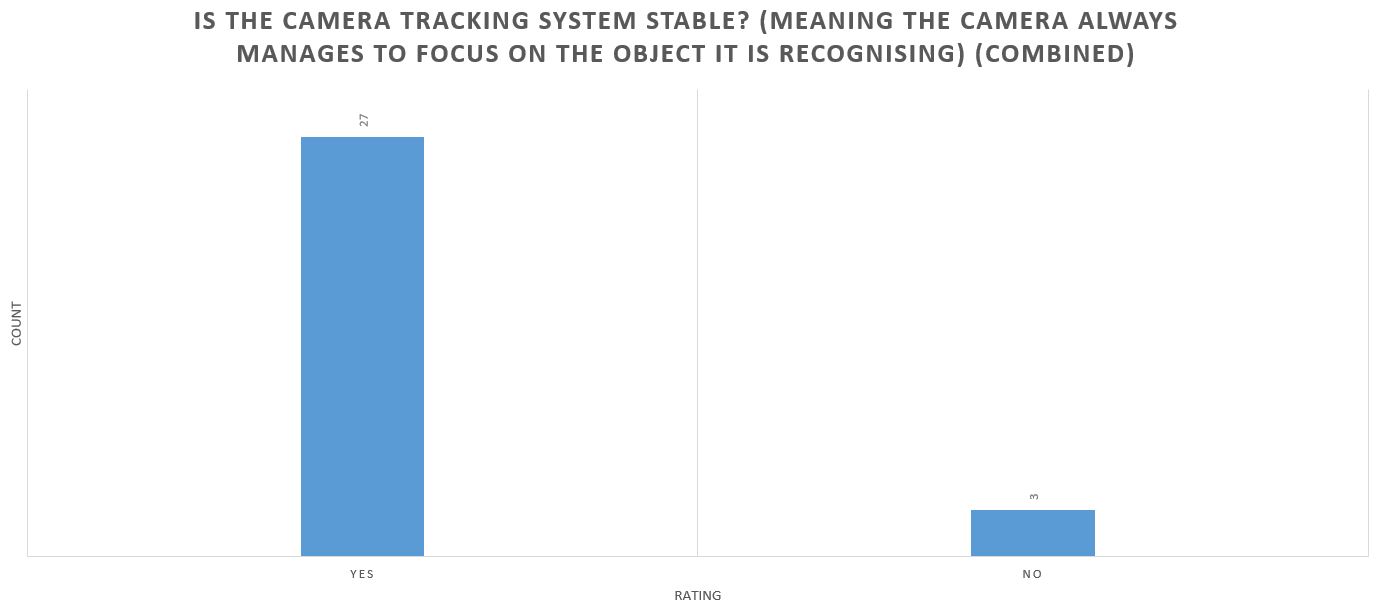 IS THE CAMERA TRACKING SYSTEM STABLE? (MEANING THE CAMERA ALWAYS
MANAGES TO FOCUS ON THE OBJECT IT IS RECOGNISING) (COMBINED)
COUNT
27
3
YES
NO
RATING